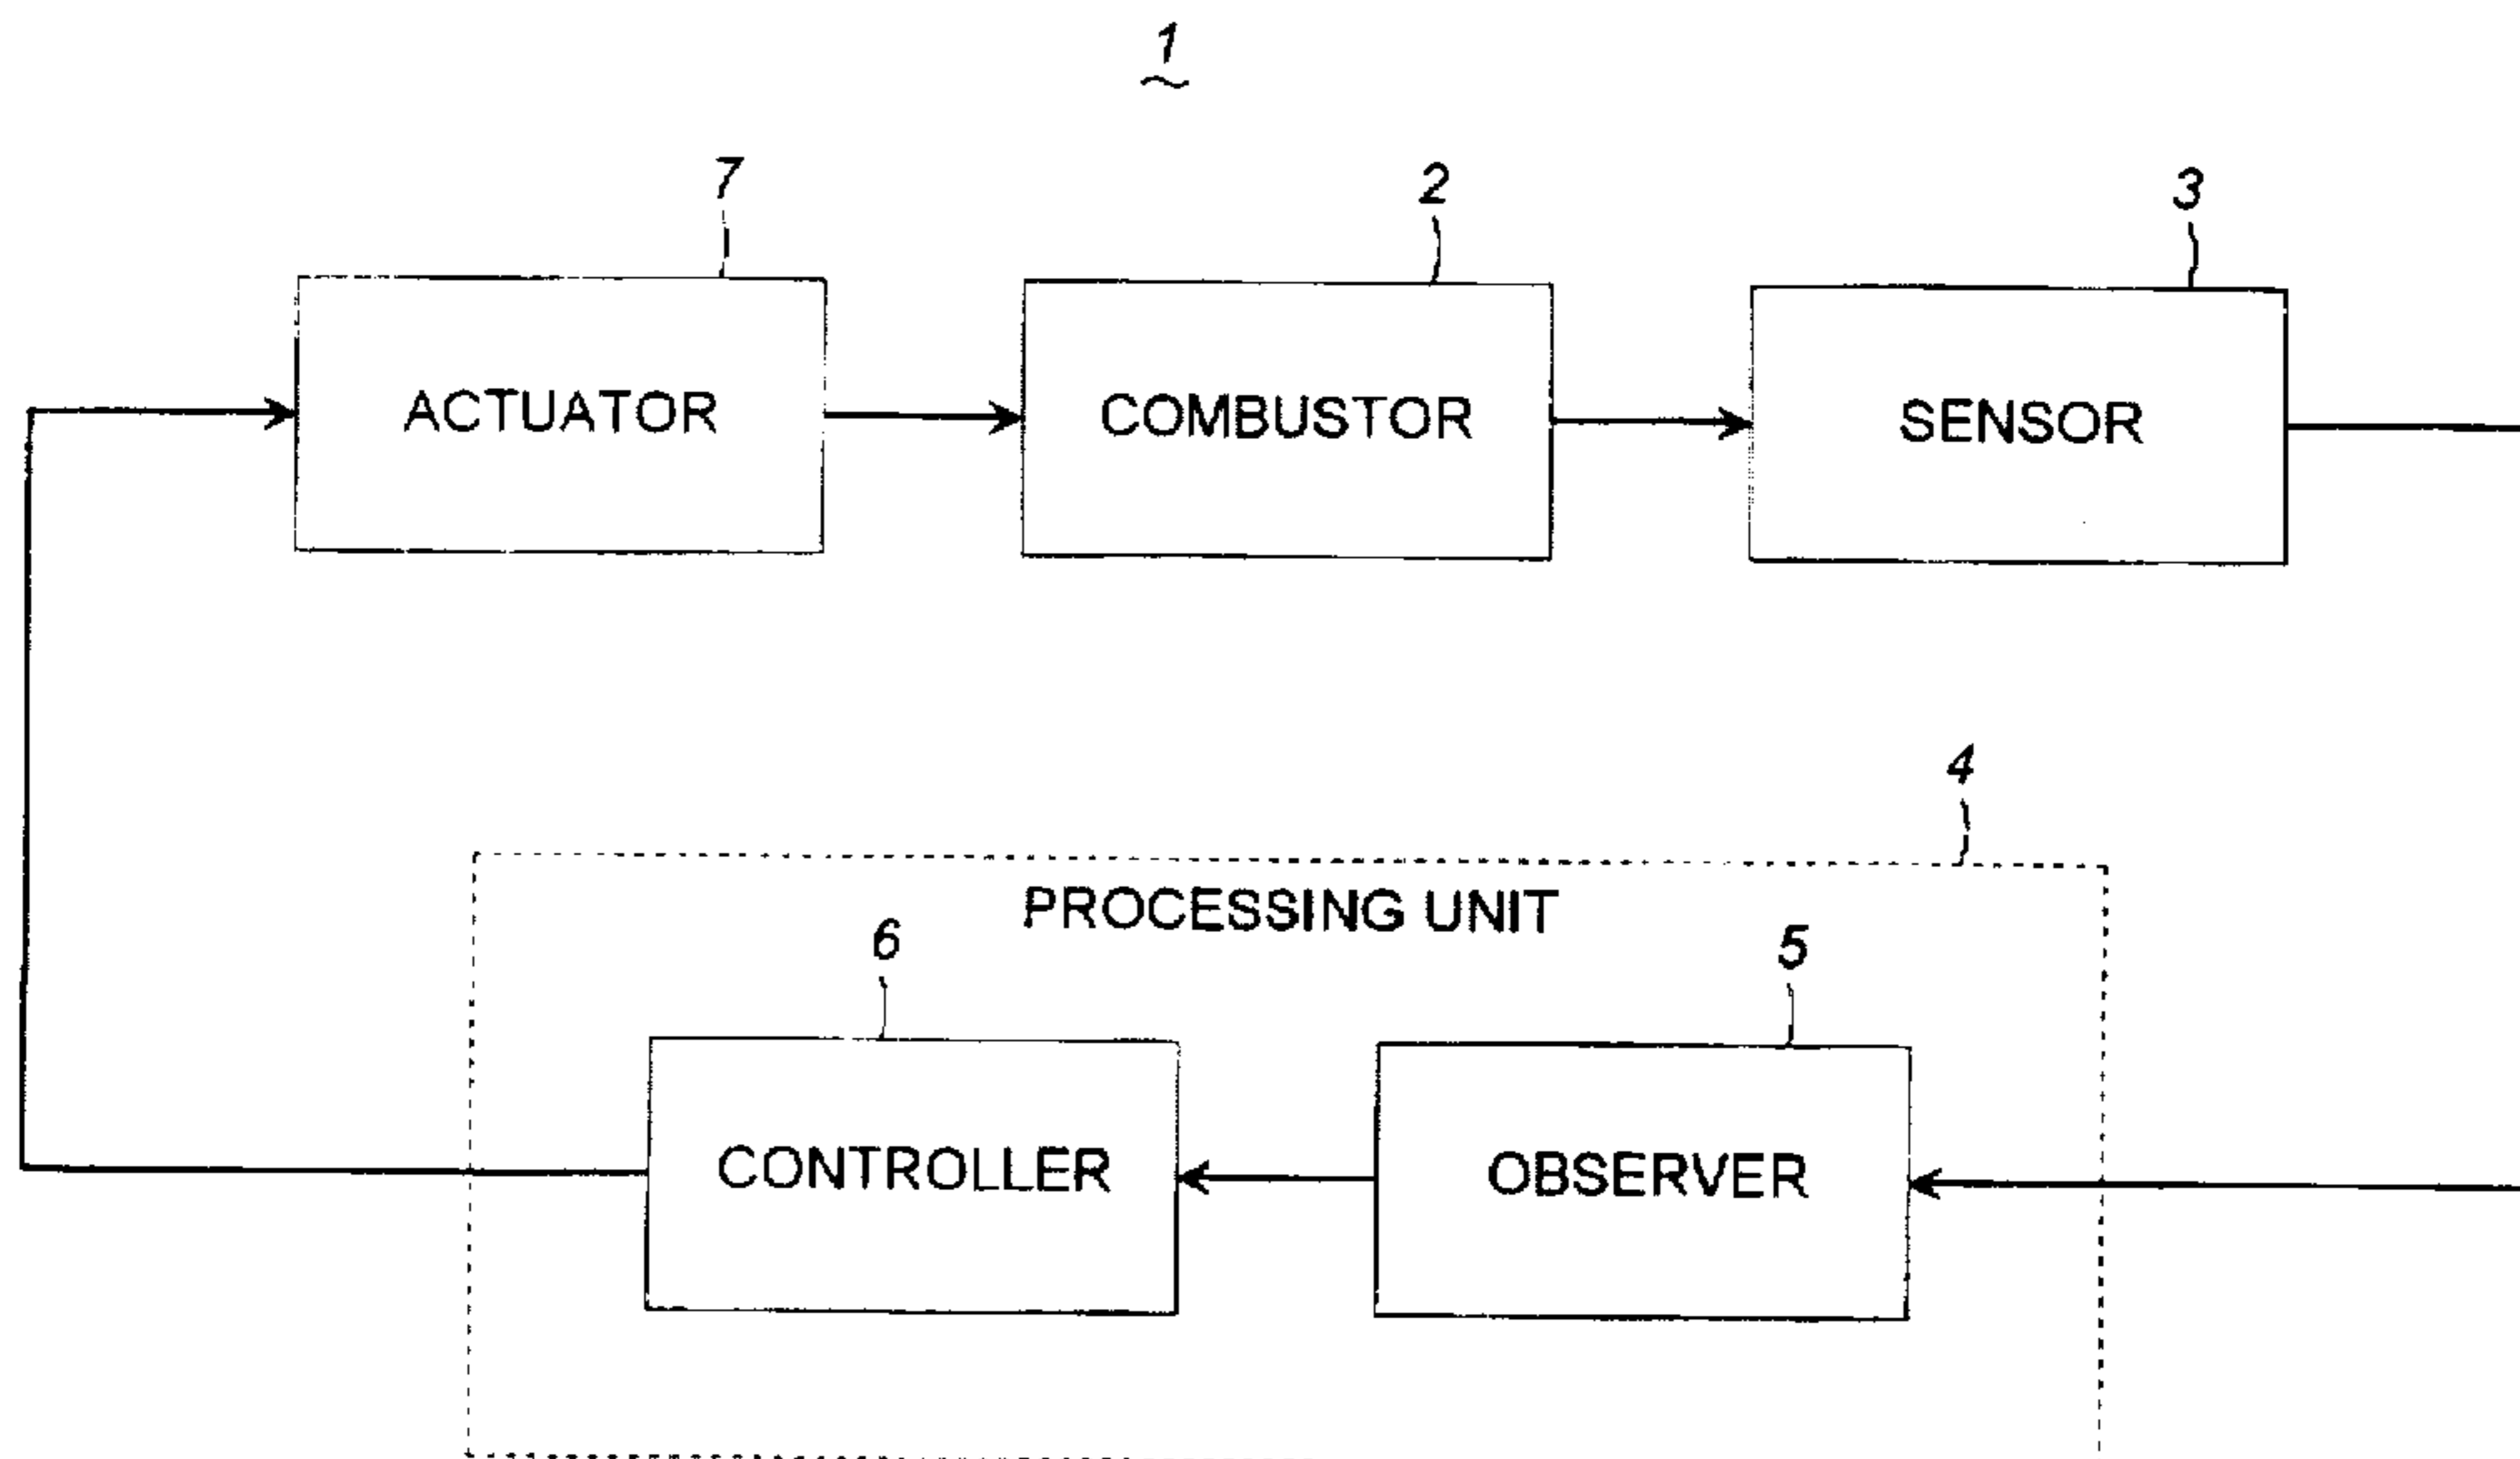 1
7
2
3
ACTUATOR
COMBUSTOR
SENSOR
4
PROCESSING UNIT
6
5
CONTROLLER
OBSERVER